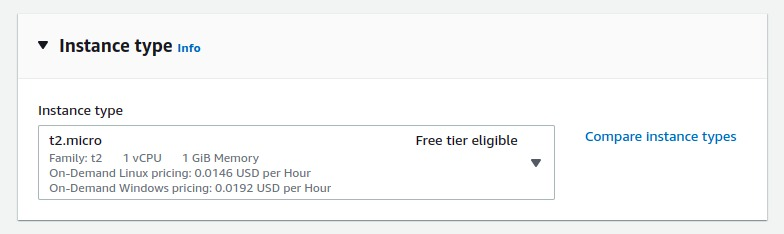 Instance type Info
Instance type
t2.micro Free tier eligible
Family: t2 1 vCPU 1 GiB Memory
On-Demand Linux pricing: 0.0146 USD per Hour
On-Demand Windows pricing: 0.0192 USD per Hour
Compare instance types